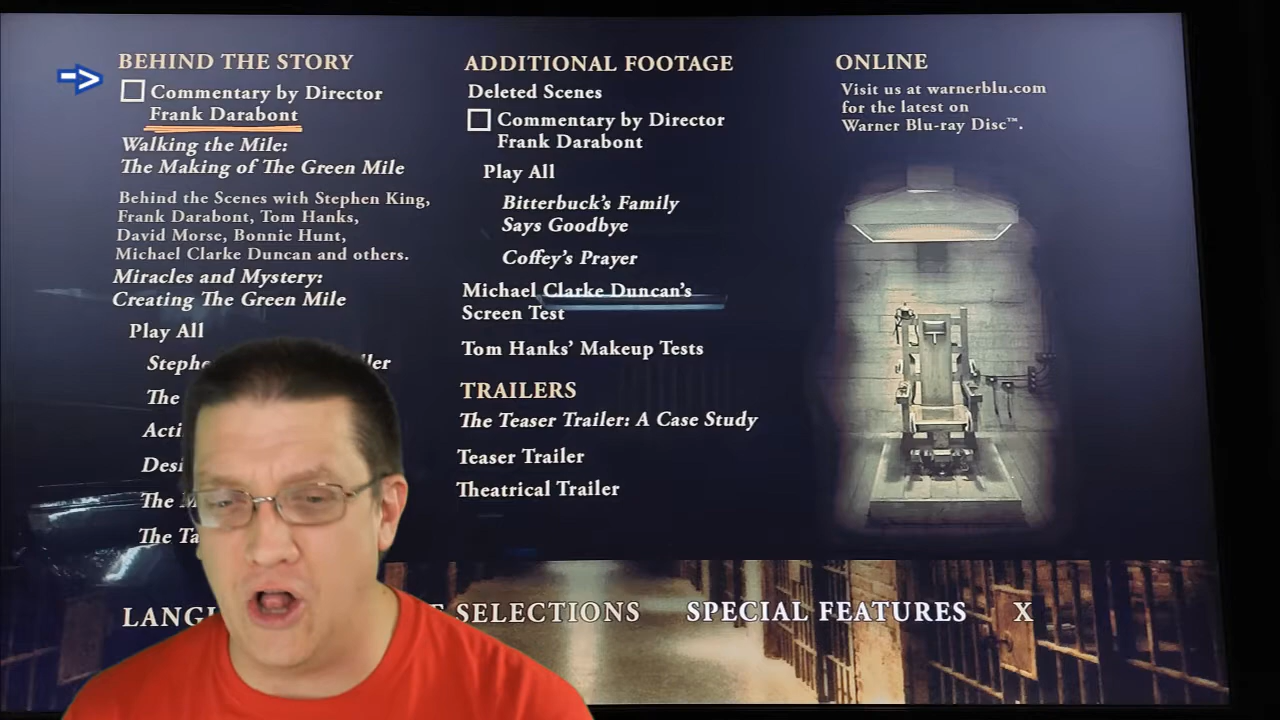 BEHIND THE STORY
Commentary by Director
Frank Darabont
Walking the Mile:
The Making of The Green Mile
Behind the Scenes with Stephen King,
Frank Darabont, Tom Hanks,
David Morse, Bonnie Hunt,
Michael Clarke Duncan and others.
Miracles and Mystery:
Creating The Green Mile
Play All
The
The
ADDITIONAL FOOTAGE
Deleted Scenes
Commentary by Director
Frank Darabont
Play All
Bitterbuck's Family
Says Goodbye
Coffey's Prayer
Michael Clarke Duncan's
Screen Test
Tom Hanks' Makeup Tests
TRAILERS
The Teaser Trailer: A Case Study
Teaser Trailer
Theatrical Trailer
ONLINE
Visit us at warnerblu.com
for the latest on
Warner Blu-ray Disc™.
SELECTIONS
SPECIAL FEATURES
X